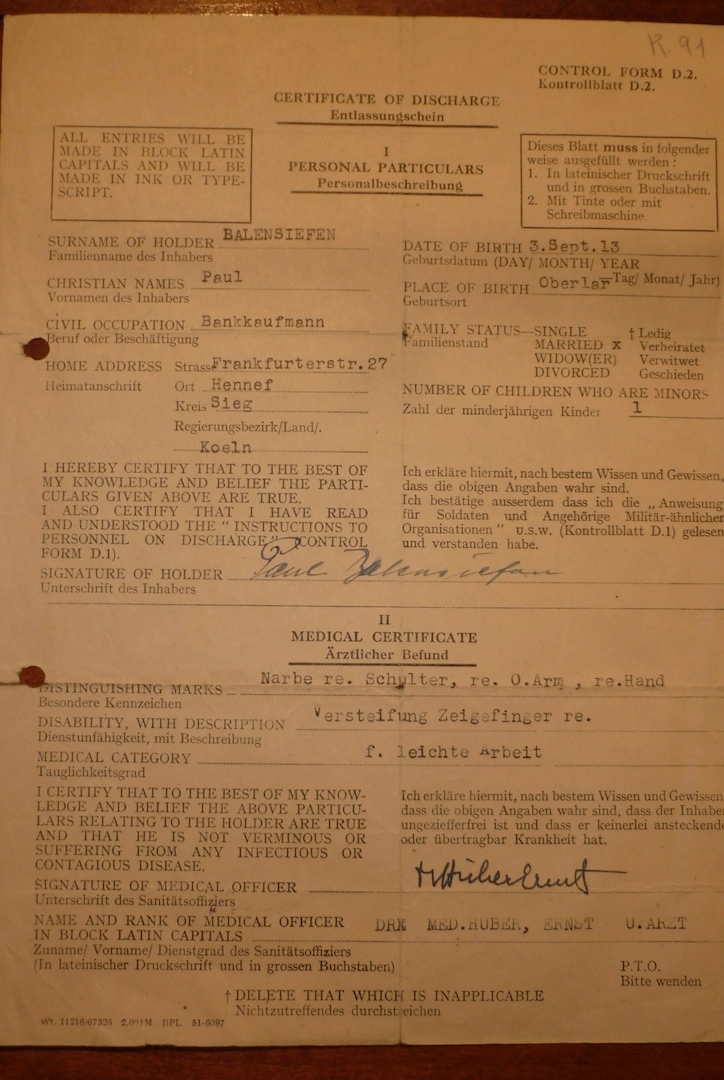 R. 91
CONTROL FORM D.2.
Kontrollblatt D.2.
CERTIFICATE OF DISCHARGE
Entlassungschein
ALL ENTRIES WILL BE
MADE IN BLOCK LATIN
CAPITALS AND WILL BE
MADE IN INK OR TYPE-
SCRIPT.
I
PERSONAL PARTICULARS
Personalbeschreibung
Dieses Blatt muss in folgender
weise ausgefüllt werden :
1. In lateinischer Druckschrift
und in grossen Buchstaben.
2. Mit Tinte oder mit
Schreibmaschine.
SURNAME OF HOLDER BALENSIEFEN
Familienname des Inhabers
CHRISTIAN NAMES Paul
Vornamen des Inhabers
CIVIL OCCUPATION Bankkaufmann
Beruf oder Beschäftigung
HOME ADDRESS Strasse Frankfurterstr.27
Heimatanschrift Ort Hennef
Kreis Sieg
Regierungsbezirk/Land/.
Koeln
DATE OF BIRTH 3.Sept.13
Geburtsdatum (DAY/ MONTH/ YEAR
Tag/ Monat/ Jahr)
PLACE OF BIRTH Oberlar
Geburtsort
FAMILY STATUS—SINGLE † Ledig
Familienstand MARRIED x Verheiratet
WIDOW(ER) Verwitwet
DIVORCED Geschieden
NUMBER OF CHILDREN WHO ARE MINORS
Zahl der minderjährigen Kinder 1
I HEREBY CERTIFY THAT TO THE BEST OF
MY KNOWLEDGE AND BELIEF THE PARTI-
CULARS GIVEN ABOVE ARE TRUE.
I ALSO CERTIFY THAT I HAVE READ
AND UNDERSTOOD THE “ INSTRUCTIONS TO
PERSONNEL ON DISCHARGE” (CONTROL
FORM D.1).
Ich erkläre hiermit, nach bestem Wissen und Gewissen,
dass die obigen Angaben wahr sind.
Ich bestätige ausserdem dass ich die „ Anweisung
für Soldaten und Angehörige Militär-ähnlicher
Organisationen ” u.s.w. (Kontrollblatt D.1) gelesen
und verstanden habe.
SIGNATURE OF HOLDER Paul Balensiefen
Unterschrift des Inhabers
II
MEDICAL CERTIFICATE
Ärztlicher Befund
DISTINGUISHING MARKS Narbe re. Schulter, re. O.Arm , re.Hand
Besondere Kennzeichen
DISABILITY, WITH DESCRIPTION Versteifung Zeigefinger re.
Dienstunfähigkeit, mit Beschreibung
MEDICAL CATEGORY f. leichte Arbeit
Tauglichkeitsgrad
I CERTIFY THAT TO THE BEST OF MY KNOW-
LEDGE AND BELIEF THE ABOVE PARTICU-
LARS RELATING TO THE HOLDER ARE TRUE
AND THAT HE IS NOT VERMINOUS OR
SUFFERING FROM ANY INFECTIOUS OR
CONTAGIOUS DISEASE.
Ich erkläre hiermit, nach bestem Wissen und Gewissen
dass die obigen Angaben wahr sind, dass der Inhaber
ungezieferfrei ist und dass er keinerlei ansteckende
oder übertragbar Krankheit hat.
SIGNATURE OF MEDICAL OFFICER
Unterschrift des Sanitätsoffiziers
NAME AND RANK OF MEDICAL OFFICER
IN BLOCK LATIN CAPITALS MED.HUBER, ERNST U.ARZT
Zuname/ Vorname/ Dienstgrad des Sanitätsoffiziers
(In lateinischer Druckschrift und in grossen Buchstaben)
P.T.O.
Bitte wenden
† DELETE THAT WHICH IS INAPPLICABLE
Nichtzutreffendes durchstreichen
BPL 51-6097